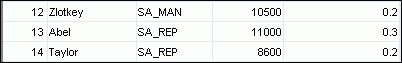 12 Zlotkey SA_MAN 10500 0.2
13 Abel SA_REP 11000 0.3
14 Taylor SA_REP 8600 0.2